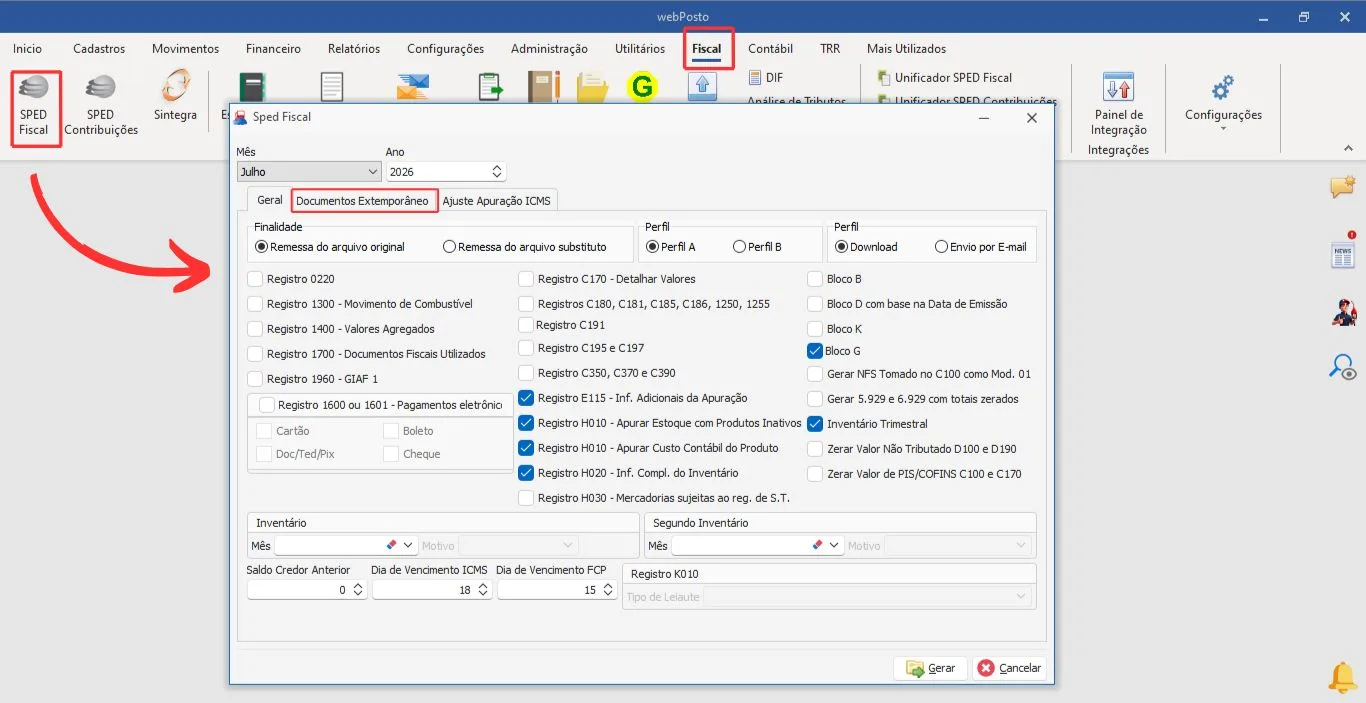 webPosto
Inicio Cadastros Movimentos Financeiro Relatórios Configurações Administração Utilitários Fiscal Contábil TRR Mais Utilizados
SPED Fiscal
SPED Contribuições
Sintegra
G
DIF
Análise de Tributos
Unificador SPED Fiscal
Unificador SPED Contribuições
Painel de Integração
Integrações
Configurações
NEWS
Sped Fiscal
Mês Ano
Julho 2026
Geral Documentos Extemporâneo Ajuste Apuração ICMS
Finalidade
Remessa do arquivo original Remessa do arquivo substituto
Perfil
Perfil A Perfil B
Perfil
Download Envio por E-mail
Registro 0220
Registro 1300 - Movimento de Combustível
Registro 1400 - Valores Agregados
Registro 1700 - Documentos Fiscais Utilizados
Registro 1960 - GIAF 1
Registro 1600 ou 1601 - Pagamentos eletrônic
Cartão Boleto
Doc/Ted/Pix Cheque
Registro C170 - Detalhar Valores
Registros C180, C181, C185, C186, 1250, 1255
Registro C191
Registro C195 e C197
Registro C350, C370 e C390
Registro E115 - Inf. Adicionais da Apuração
Registro H010 - Apurar Estoque com Produtos Inativos
Registro H010 - Apurar Custo Contábil do Produto
Registro H020 - Inf. Compl. do Inventário
Registro H030 - Mercadorias sujeitas ao reg. de S.T.
Bloco B
Bloco D com base na Data de Emissão
Bloco K
Bloco G
Gerar NFS Tomado no C100 como Mod. 01
Gerar 5.929 e 6.929 com totais zerados
Inventário Trimestral
Zerar Valor Não Tributado D100 e D190
Zerar Valor de PIS/COFINS C100 e C170
Inventário
Mês Motivo
Segundo Inventário
Mês Motivo
Saldo Credor Anterior Dia de Vencimento ICMS Dia de Vencimento FCP
0 18 15
Registro K010
Tipo de Leiaute
Gerar Cancelar